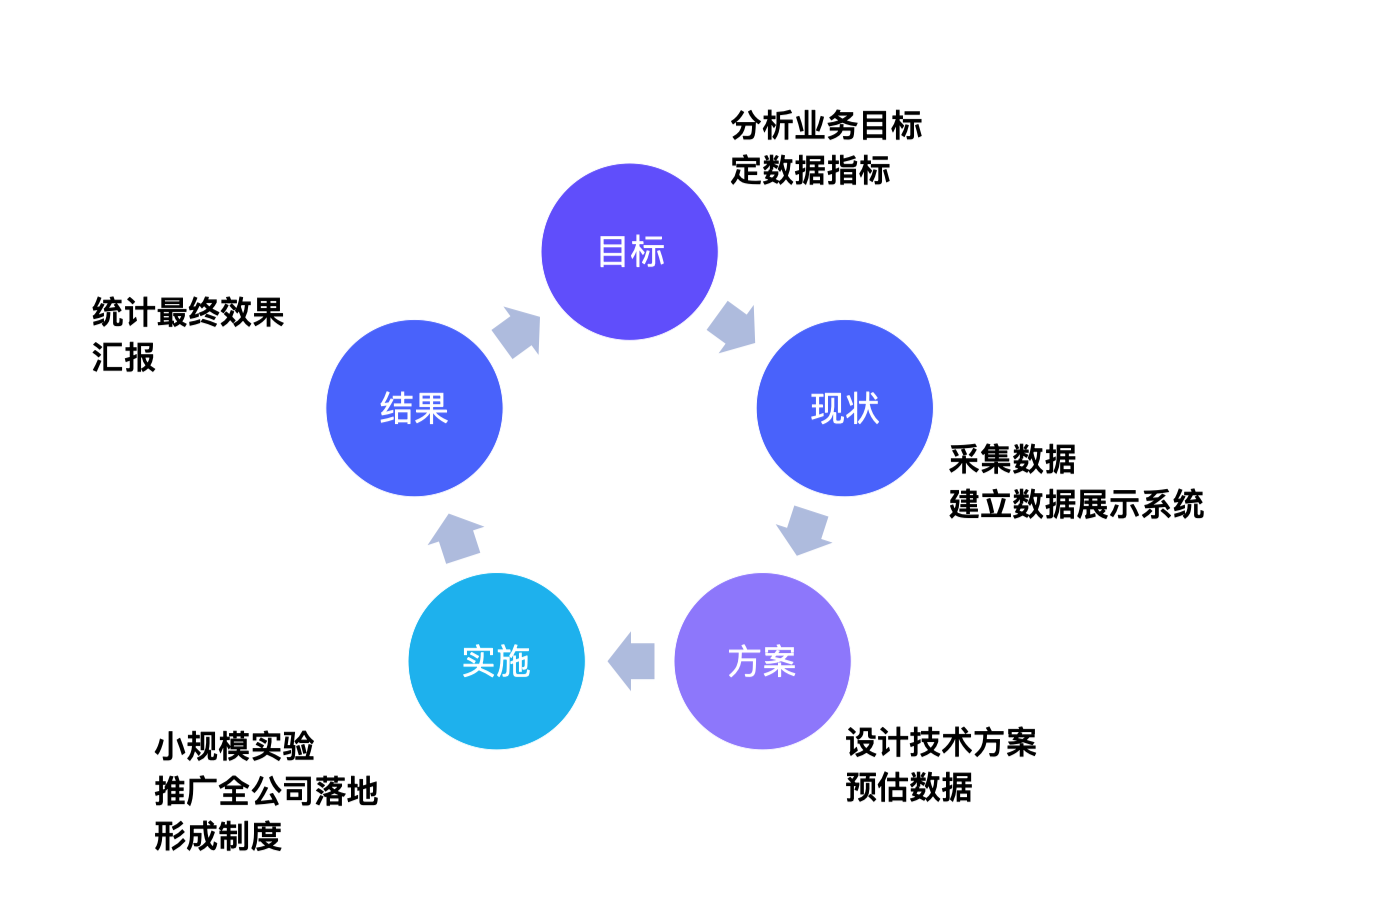 分析业务目标
定数据指标
目标
统计最终效果
汇报
结果
现状
采集数据
建立数据展示系统
实施
方案
小规模实验
推广全公司落地
形成制度
设计技术方案
预估数据